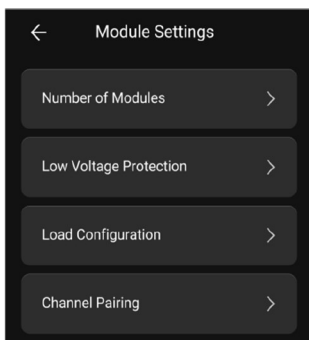 Module Settings
Number of Modules
Low Voltage Protection
Load Configuration
Channel Pairing